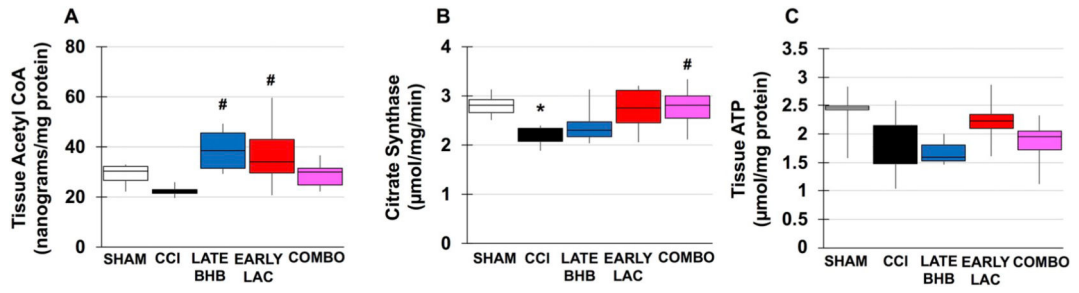 A
Tissue Acetyl CoA
(nanograms/mg protein)
80
60
40
20
0
#
#
SHAM CCI LATE BHB EARLY LAC COMBO
B
Citrate Synthase
(µmol/mg/min)
4
3
2
1
0
*
#
SHAM CCI LATE BHB EARLY LAC COMBO
C
Tissue ATP
(µmol/mg protein)
3.5
3
2.5
2
1.5
1
0.5
0
SHAM CCI LATE BHB EARLY LAC COMBO